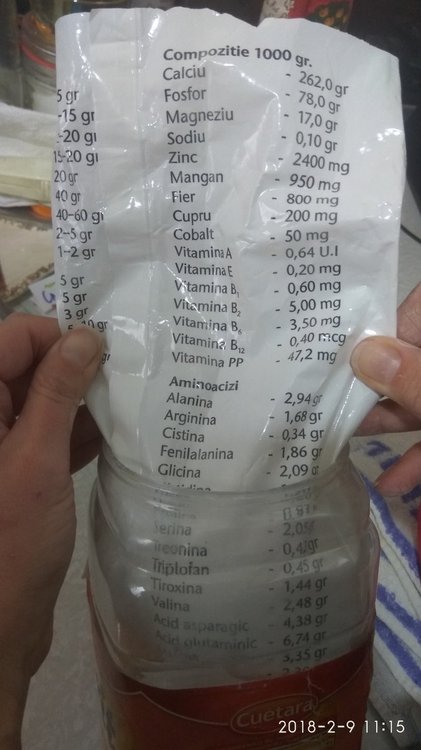 5 gr
-15 gr
-20 gr
15-20 gr
20 gr
40 gr
40-60 gr
2-5 gr
1-2 gr
5 gr
5 gr
3 gr
Compozitie 1000 gr.
Calciu - 262,0 gr
Fosfor - 78,0 gr
Magneziu - 17,0 gr
Sodiu - 0,10 gr
Zinc - 2400 mg
Mangan - 950 mg
Fier - 800 mg
Cupru - 200 mg
Cobalt - 50 mg
Vitamina A - 0,64 U.I
Vitamina E - 0,20 mg
Vitamina B1 - 0,60 mg
Vitamina B2 - 5,00 mg
Vitamina B6 - 3,50 mg
Vitamina B12 - 0,40 mcg
Vitamina PP - 47,2 mg
Aminoacizi
Alanina - 2,94 gr
Arginina - 1,68 gr
Cistina - 0,34 gr
Fenilalanina - 1,86 gr
Glicina - 2,09 gr
Serina - 2,05
Treonina - 0,47gr
Triptofan - 0,45 gr
Tiroxina - 1,44 gr
Valina - 2,48 gr
Acid asparagic - 4,38 gr
Acid glutaminic - 6,74 gr
3,35 gr
Cuetara
2018-2-9 11:15